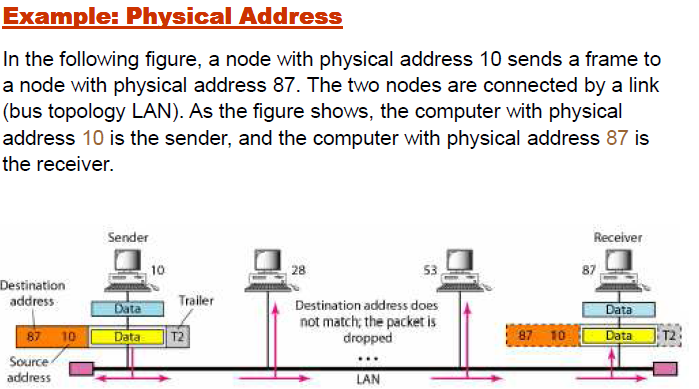 Example: Physical Address
In the following figure, a node with physical address 10 sends a frame to
a node with physical address 87. The two nodes are connected by a link
(bus topology LAN). As the figure shows, the computer with physical
address 10 is the sender, and the computer with physical address 87 is
the receiver.
Sender
Receiver
10
28
53
87
Destination
address
Data
Trailer
Destination address does
not match; the packet is
dropped
Data
87 10
Data
T2
87 10
Data
T2
Source
address
...
LAN